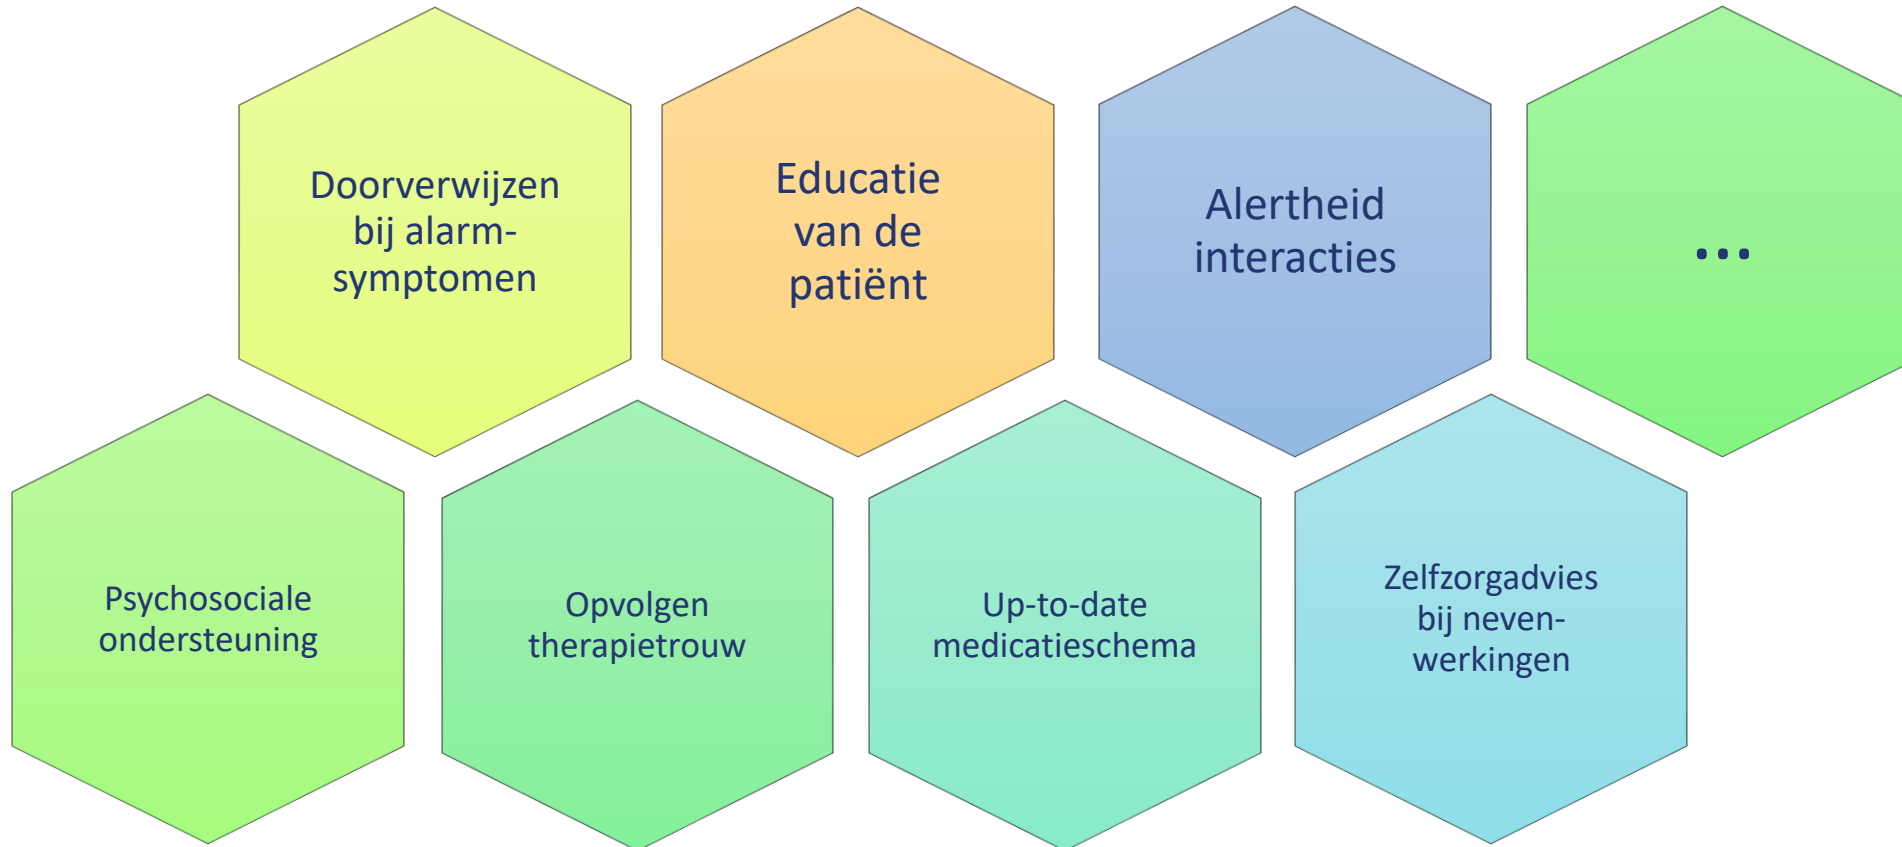 Doorverwijzen
bij alarm-
symptomen
Educatie
van de
patiënt
Alertheid
interacties
...
Psychosociale
ondersteuning
Opvolgen
therapietrouw
Up-to-date
medicatieschema
Zelfzorgadvies
bij neven-
werkingen